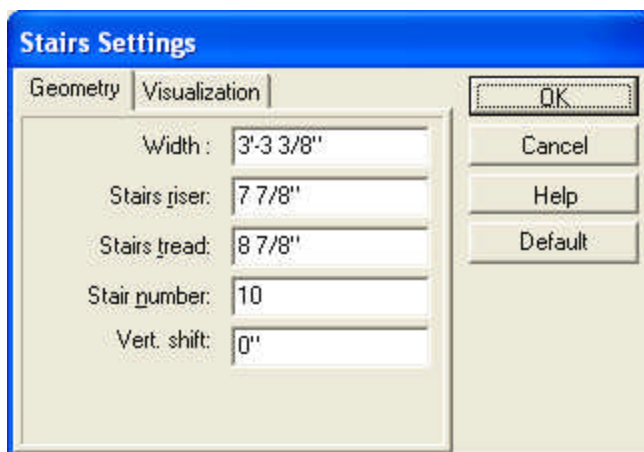 Stairs Settings
Geometry Visualization
Width : 3'-3 3/8"
Stairs riser: 7 7/8"
Stairs tread: 8 7/8"
Stair number: 10
Vert. shift: 0"
OK
Cancel
Help
Default